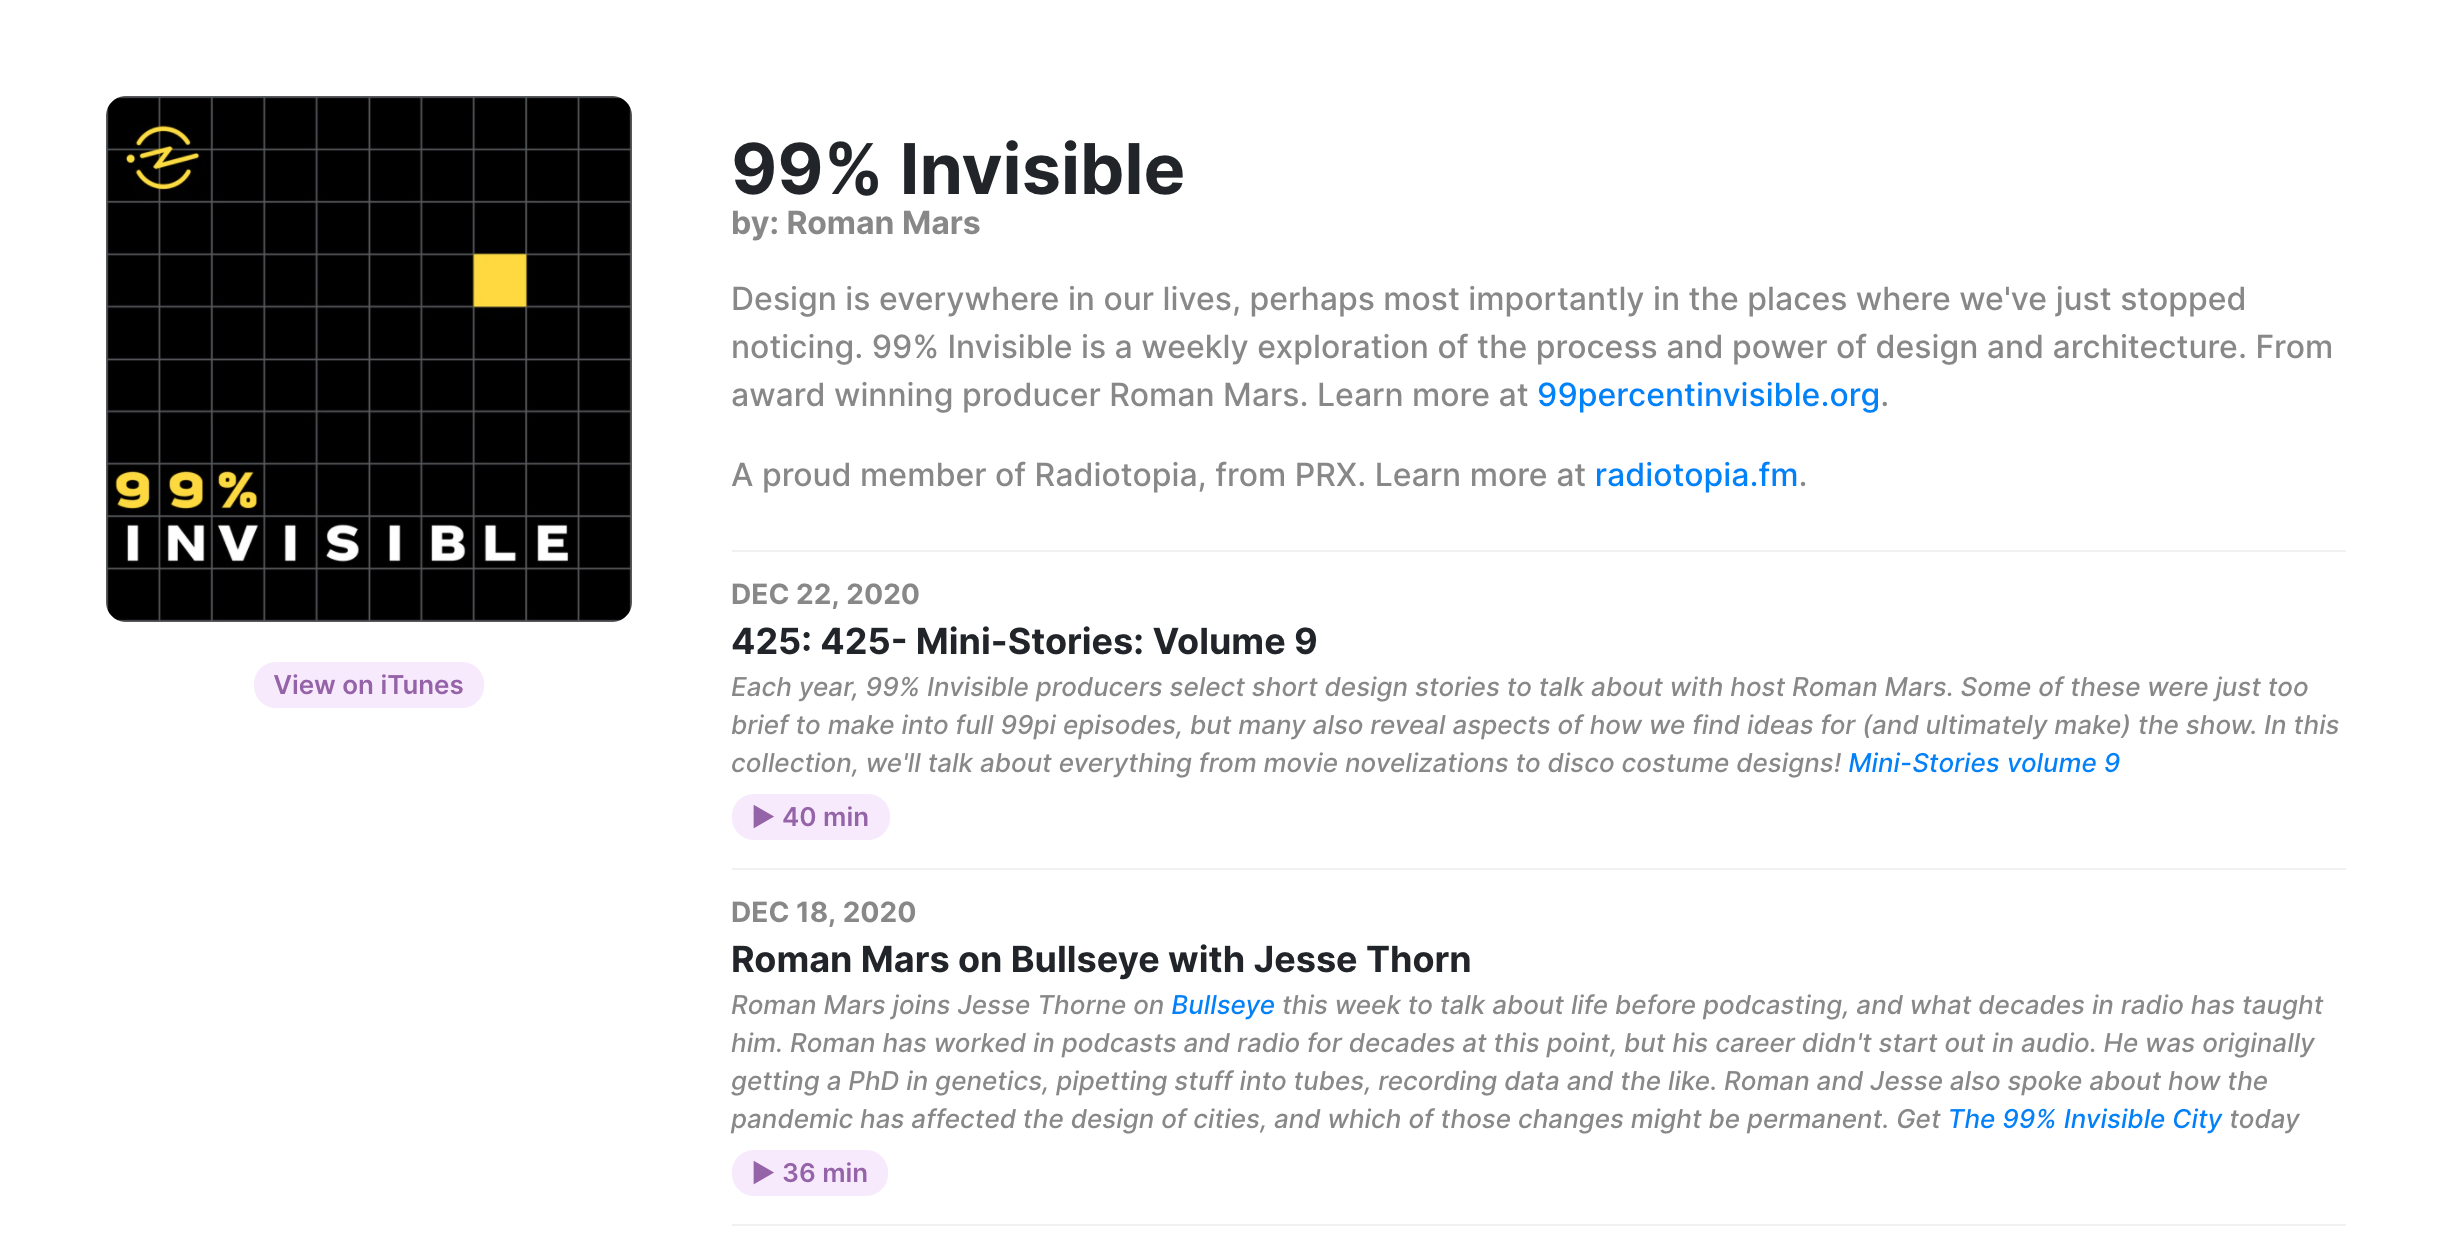 99%
INVISIBLE
View on iTunes
99% Invisible
by: Roman Mars
Design is everywhere in our lives, perhaps most importantly in the places where we've just stopped
noticing. 99% Invisible is a weekly exploration of the process and power of design and architecture. From
award winning producer Roman Mars. Learn more at 99percentinvisible.org.
A proud member of Radiotopia, from PRX. Learn more at radiotopia.fm.
DEC 22, 2020
425: 425- Mini-Stories: Volume 9
Each year, 99% Invisible producers select short design stories to talk about with host Roman Mars. Some of these were just too
brief to make into full 99pi episodes, but many also reveal aspects of how we find ideas for (and ultimately make) the show. In this
collection, we'll talk about everything from movie novelizations to disco costume designs! Mini-Stories volume 9
▶ 40 min
DEC 18, 2020
Roman Mars on Bullseye with Jesse Thorn
Roman Mars joins Jesse Thorne on Bullseye this week to talk about life before podcasting, and what decades in radio has taught
him. Roman has worked in podcasts and radio for decades at this point, but his career didn't start out in audio. He was originally
getting a PhD in genetics, pipetting stuff into tubes, recording data and the like. Roman and Jesse also spoke about how the
pandemic has affected the design of cities, and which of those changes might be permanent. Get The 99% Invisible City today
▶ 36 min